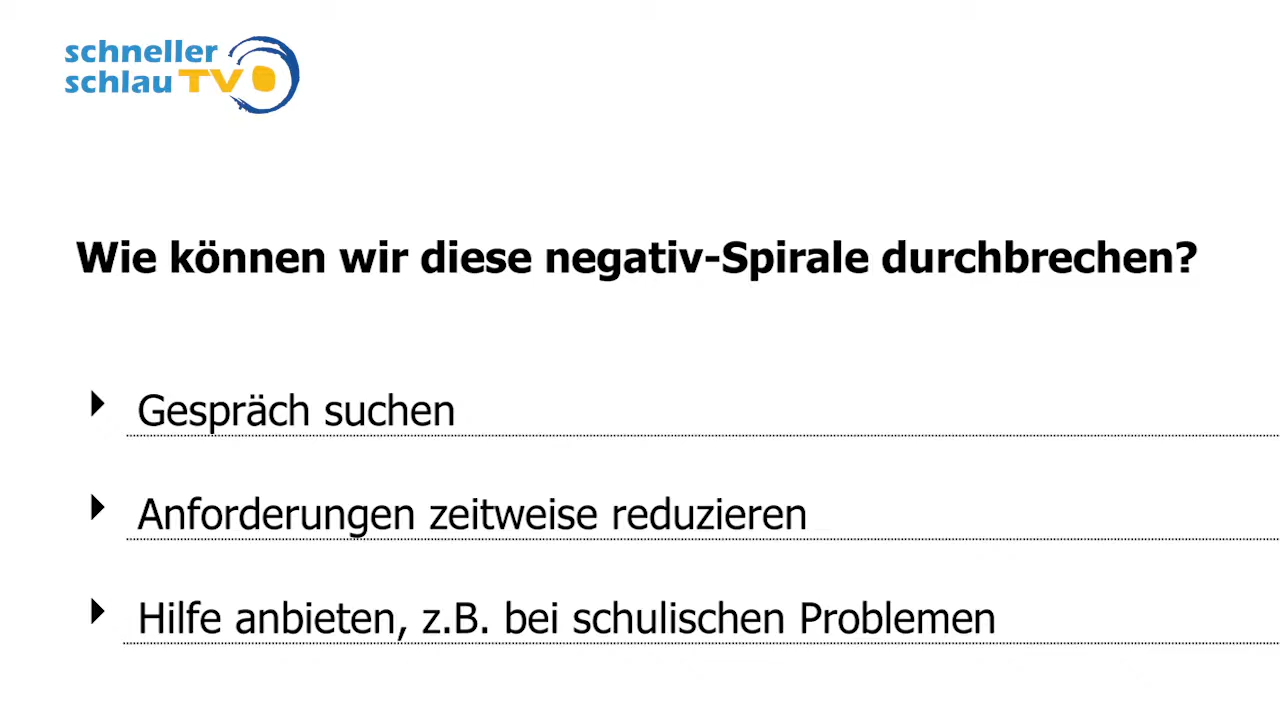 schneller
schlau TV
Wie können wir diese negativ-Spirale durchbrechen?
Gespräch suchen
Anforderungen zeitweise reduzieren
Hilfe anbieten, z.B. bei schulischen Problemen